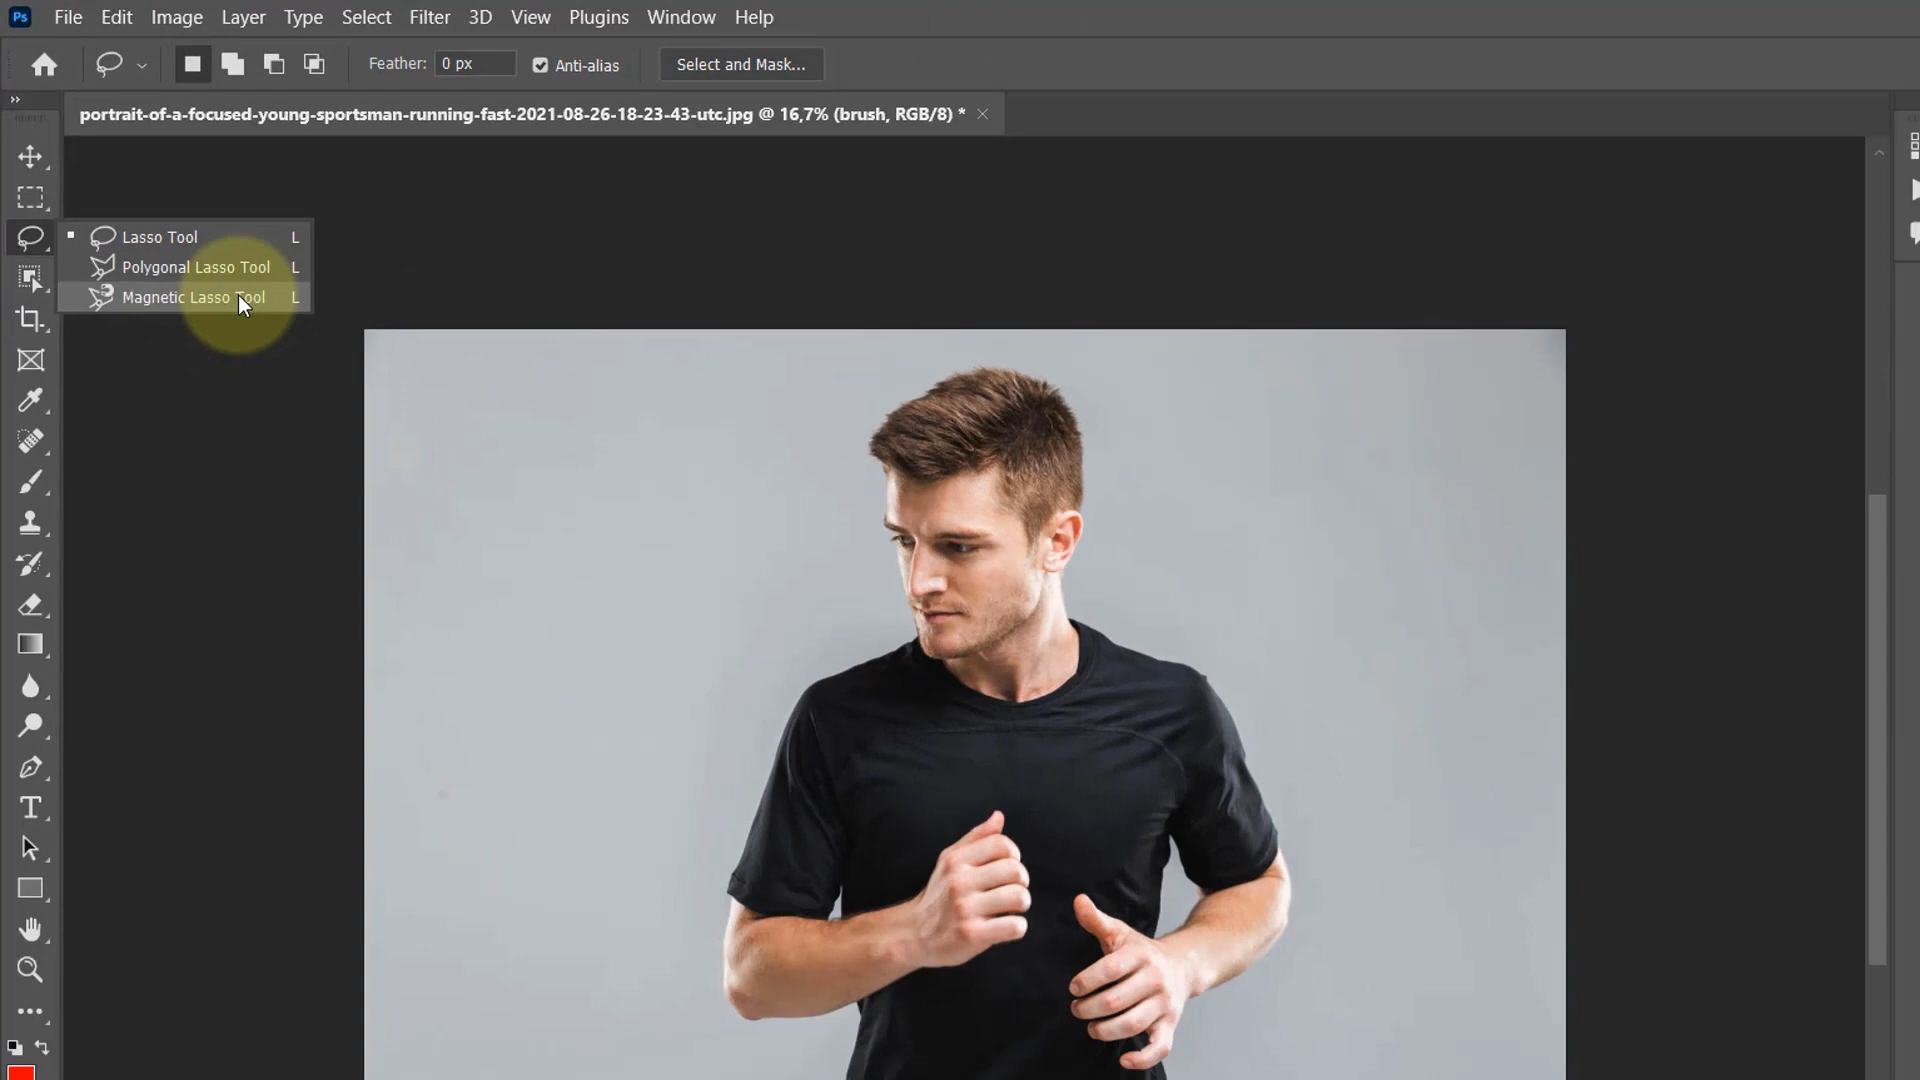 Ps File Edit Image Layer Type Select Filter 3D View Plugins Window Help
Feather: 0 px Anti-alias Select and Mask...
portrait-of-a-focused-young-sportsman-running-fast-2021-08-26-18-23-43-utc.jpg @ 16,7% (brush, RGB/8) *
Lasso Tool L
Polygonal Lasso Tool L
Magnetic Lasso Tool L